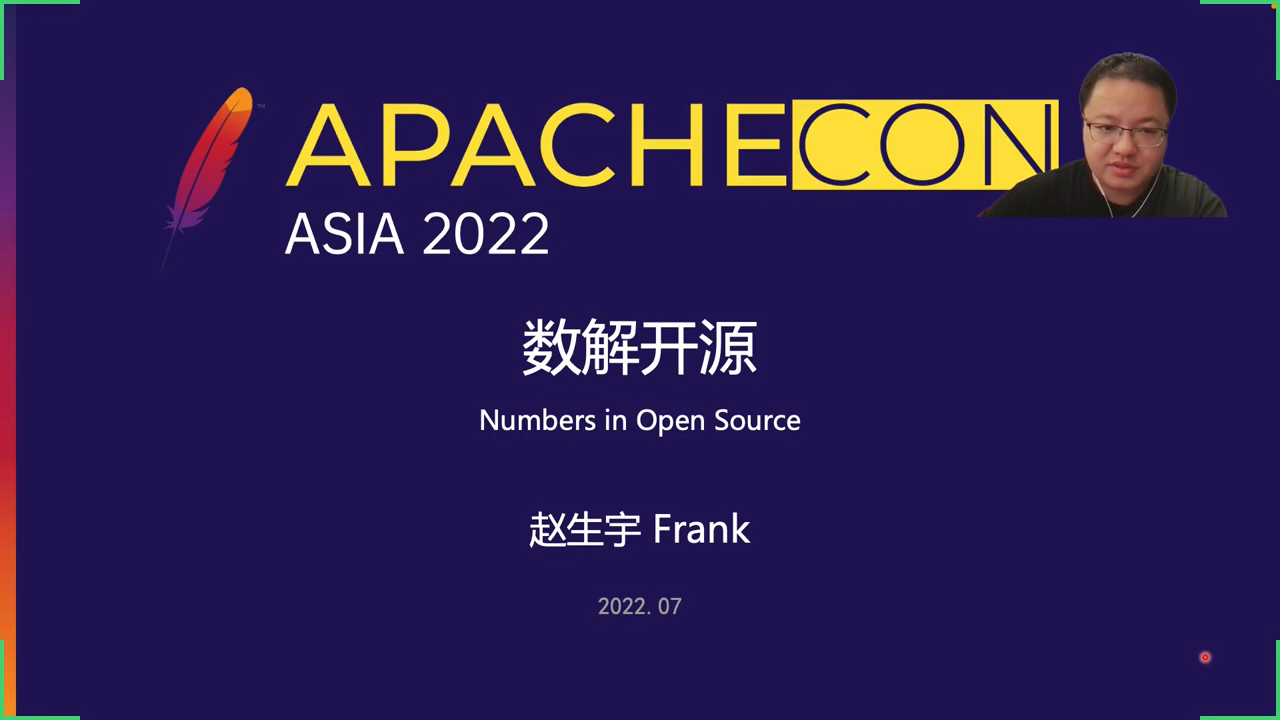 APACHECON
ASIA 2022
数解开源
Numbers in Open Source
赵生宇 Frank
2022. 07